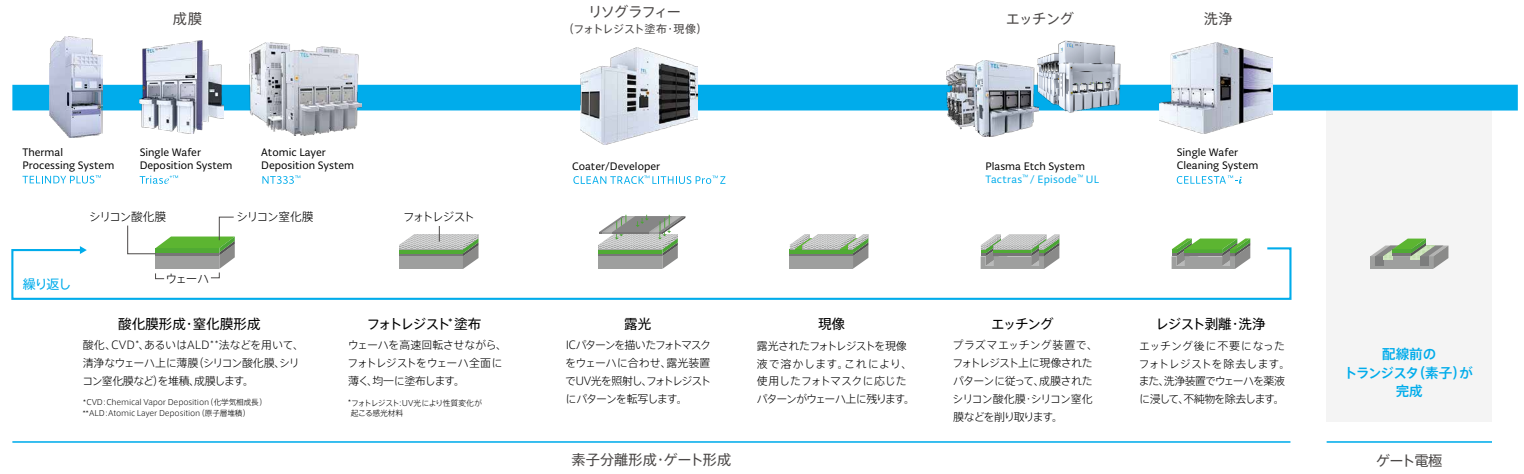 成膜
リソグラフィー
(フォトレジスト塗布・現像)
エッチング
洗浄
Thermal
Processing System
TELINDY PLUS™
Single Wafer
Deposition System
Triase⁺™
Atomic Layer
Deposition System
NT333™
Coater/Developer
CLEAN TRACK™ LITHIUS Pro™ Z
Plasma Etch System
Tactras™ / Episode™ UL
Single Wafer
Cleaning System
CELLESTA™-i
シリコン酸化膜
シリコン窒化膜
フォトレジスト
ウェーハ
繰り返し
酸化膜形成・窒化膜形成
酸化、CVD*、あるいはALD**法などを用いて、
清浄なウェーハ上に薄膜(シリコン酸化膜、シリ
コン窒化膜など)を堆積、成膜します。
*CVD:Chemical Vapor Deposition(化学気相成長)
**ALD:Atomic Layer Deposition(原子層堆積)
フォトレジスト*塗布
ウェーハを高速回転させながら、
フォトレジストをウェーハ全面に
薄く、均一に塗布します。
*フォトレジスト:UV光により性質変化が
起こる感光材料
露光
ICパターンを描いたフォトマスク
をウェーハに合わせ、露光装置
でUV光を照射し、フォトレジスト
にパターンを転写します。
現像
露光されたフォトレジストを現像
液で溶かします。これにより、
使用したフォトマスクに応じた
パターンがウェーハ上に残ります。
エッチング
プラズマエッチング装置で、
フォトレジスト上に現像された
パターンに従って、成膜された
シリコン酸化膜・シリコン窒化
膜などを削り取ります。
レジスト剥離・洗浄
エッチング後に不要になった
フォトレジストを除去します。
また、洗浄装置でウェーハを薬液
に浸して、不純物を除去します。
配線前の
トランジスタ(素子)が
完成
素子分離形成・ゲート形成
ゲート電極